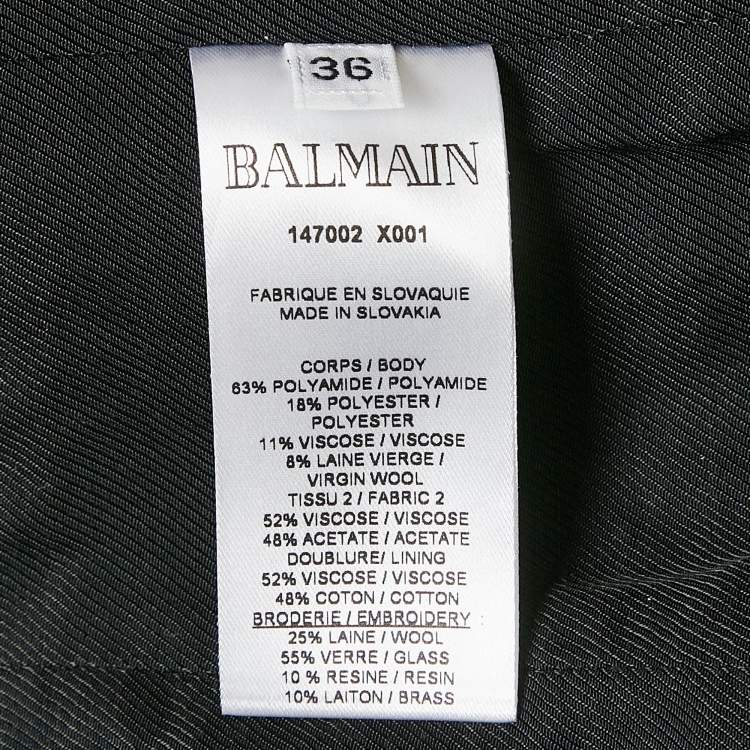 36
BALMAIN
147002 X001
FABRIQUE EN SLOVAQUIE
MADE IN SLOVAKIA
CORPS / BODY
63% POLYAMIDE / POLYAMIDE
18% POLYESTER /
POLYESTER
11% VISCOSE / VISCOSE
8% LAINE VIERGE /
VIRGIN WOOL
TISSU 2 / FABRIC 2
52% VISCOSE / VISCOSE
48% ACETATE / ACETATE
DOUBLURE/ LINING
52% VISCOSE / VISCOSE
48% COTON / COTTON
BRODERIE / EMBROIDERY :
25% LAINE / WOOL
55% VERRE / GLASS
10 % RESINE / RESIN
10% LAITON / BRASS